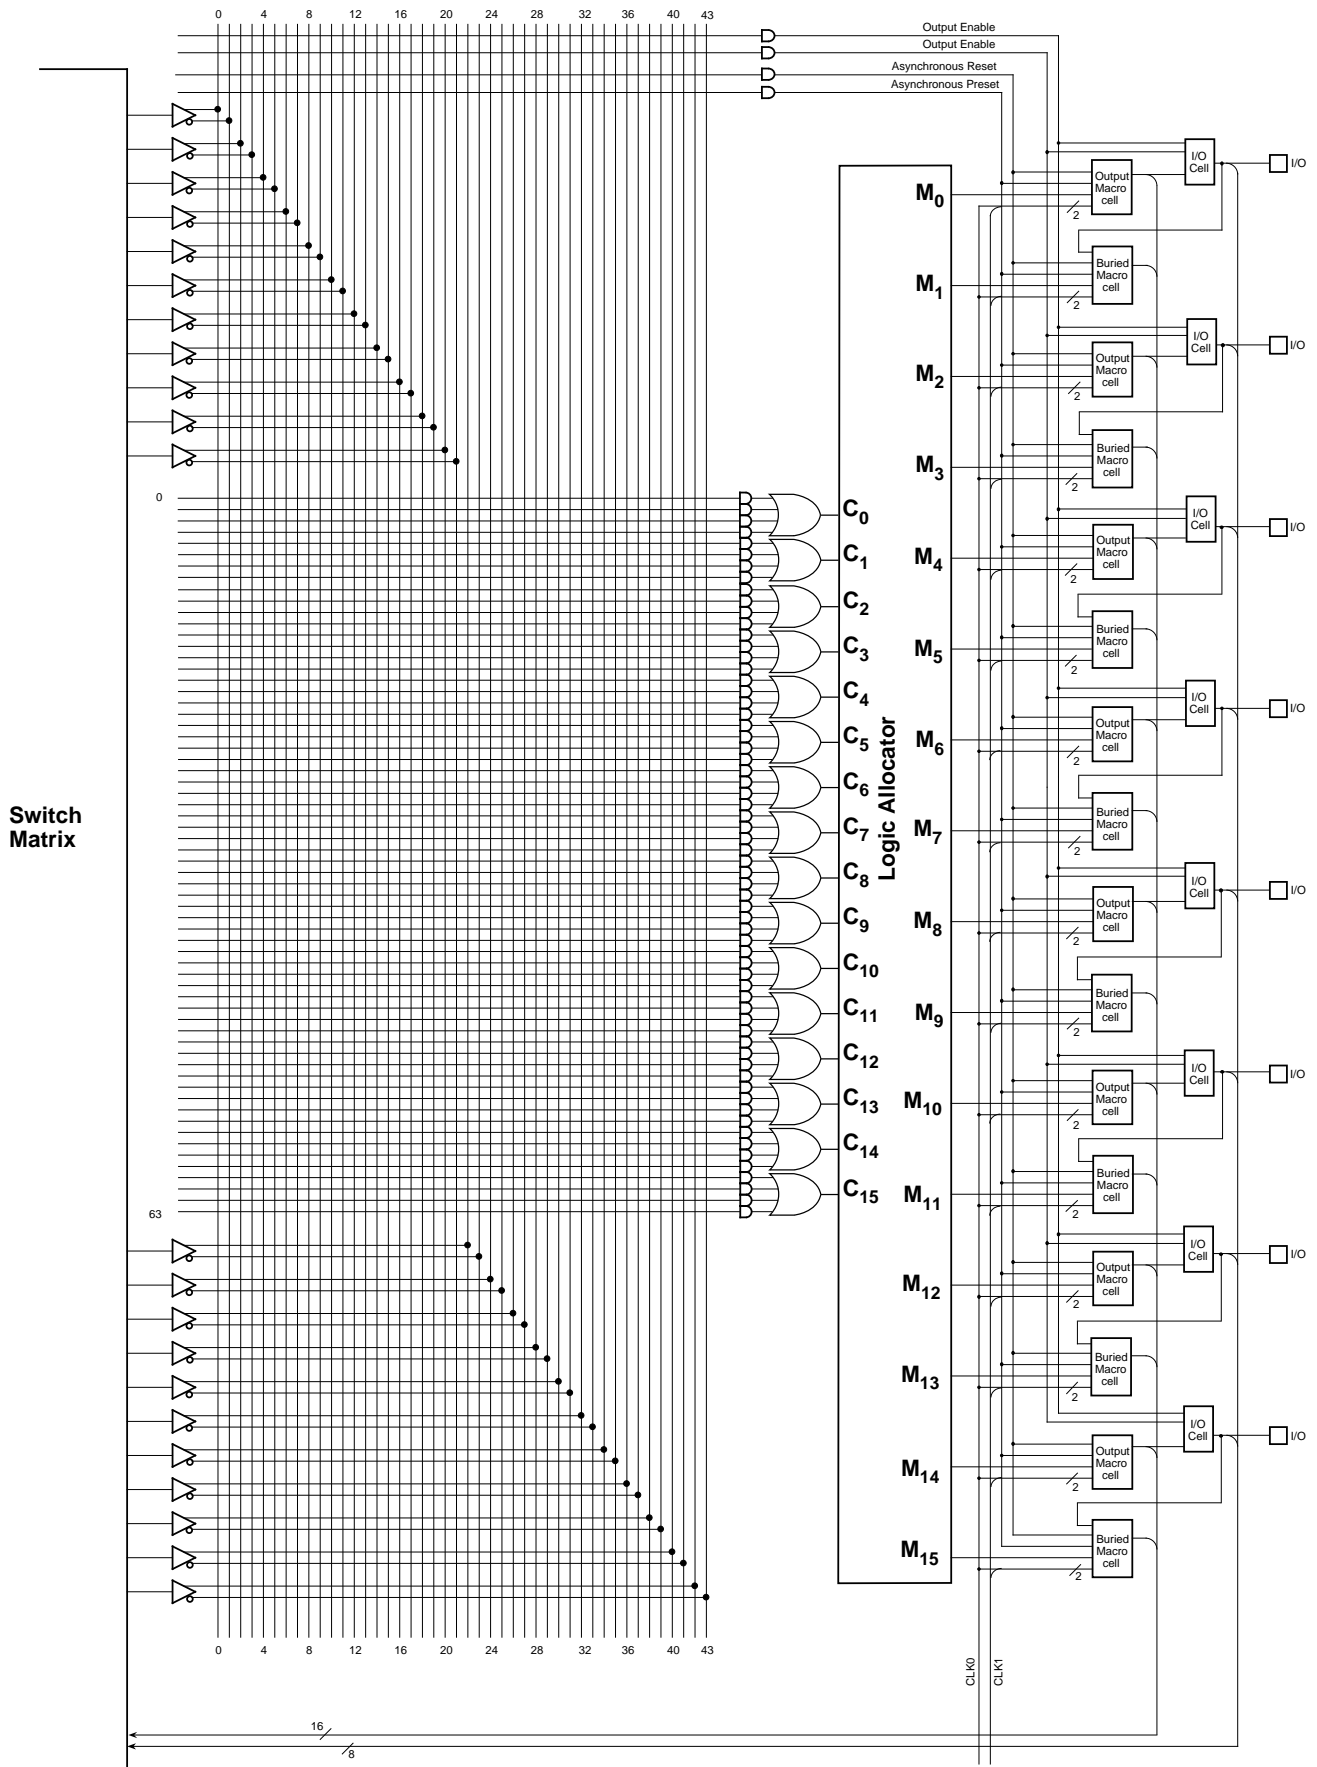 0 4 8 12 16 20 24 28 32 36 40 43
Output Enable
Output Enable
Asynchronous Reset
Asynchronous Preset
I/O
Cell
I/O
Output
Macro
cell
M0
2
Buried
Macro
cell
M1
2
I/O
Cell
I/O
Output
Macro
cell
M2
2
Buried
Macro
cell
M3
2
0
C0
I/O
Cell
I/O
C1
Output
Macro
cell
M4
2
C2
Buried
Macro
cell
C3
M5
2
C4
I/O
Cell
I/O
C5
Output
Macro
cell
M6
2
C6
Switch
Matrix
Logic Allocator
Buried
Macro
cell
C7
M7
2
C8
I/O
Cell
I/O
Output
Macro
cell
C9
M8
2
C10
Buried
Macro
cell
C11
M9
2
C12
I/O
Cell
I/O
Output
Macro
cell
C13
M10
2
C14
Buried
Macro
cell
C15
M11
2
63
I/O
Cell
I/O
Output
Macro
cell
M12
2
Buried
Macro
cell
M13
2
I/O
Cell
I/O
Output
Macro
cell
M14
2
Buried
Macro
cell
M15
2
0 4 8 12 16 20 24 28 32 36 40 43
CLK0
CLK1
16
8